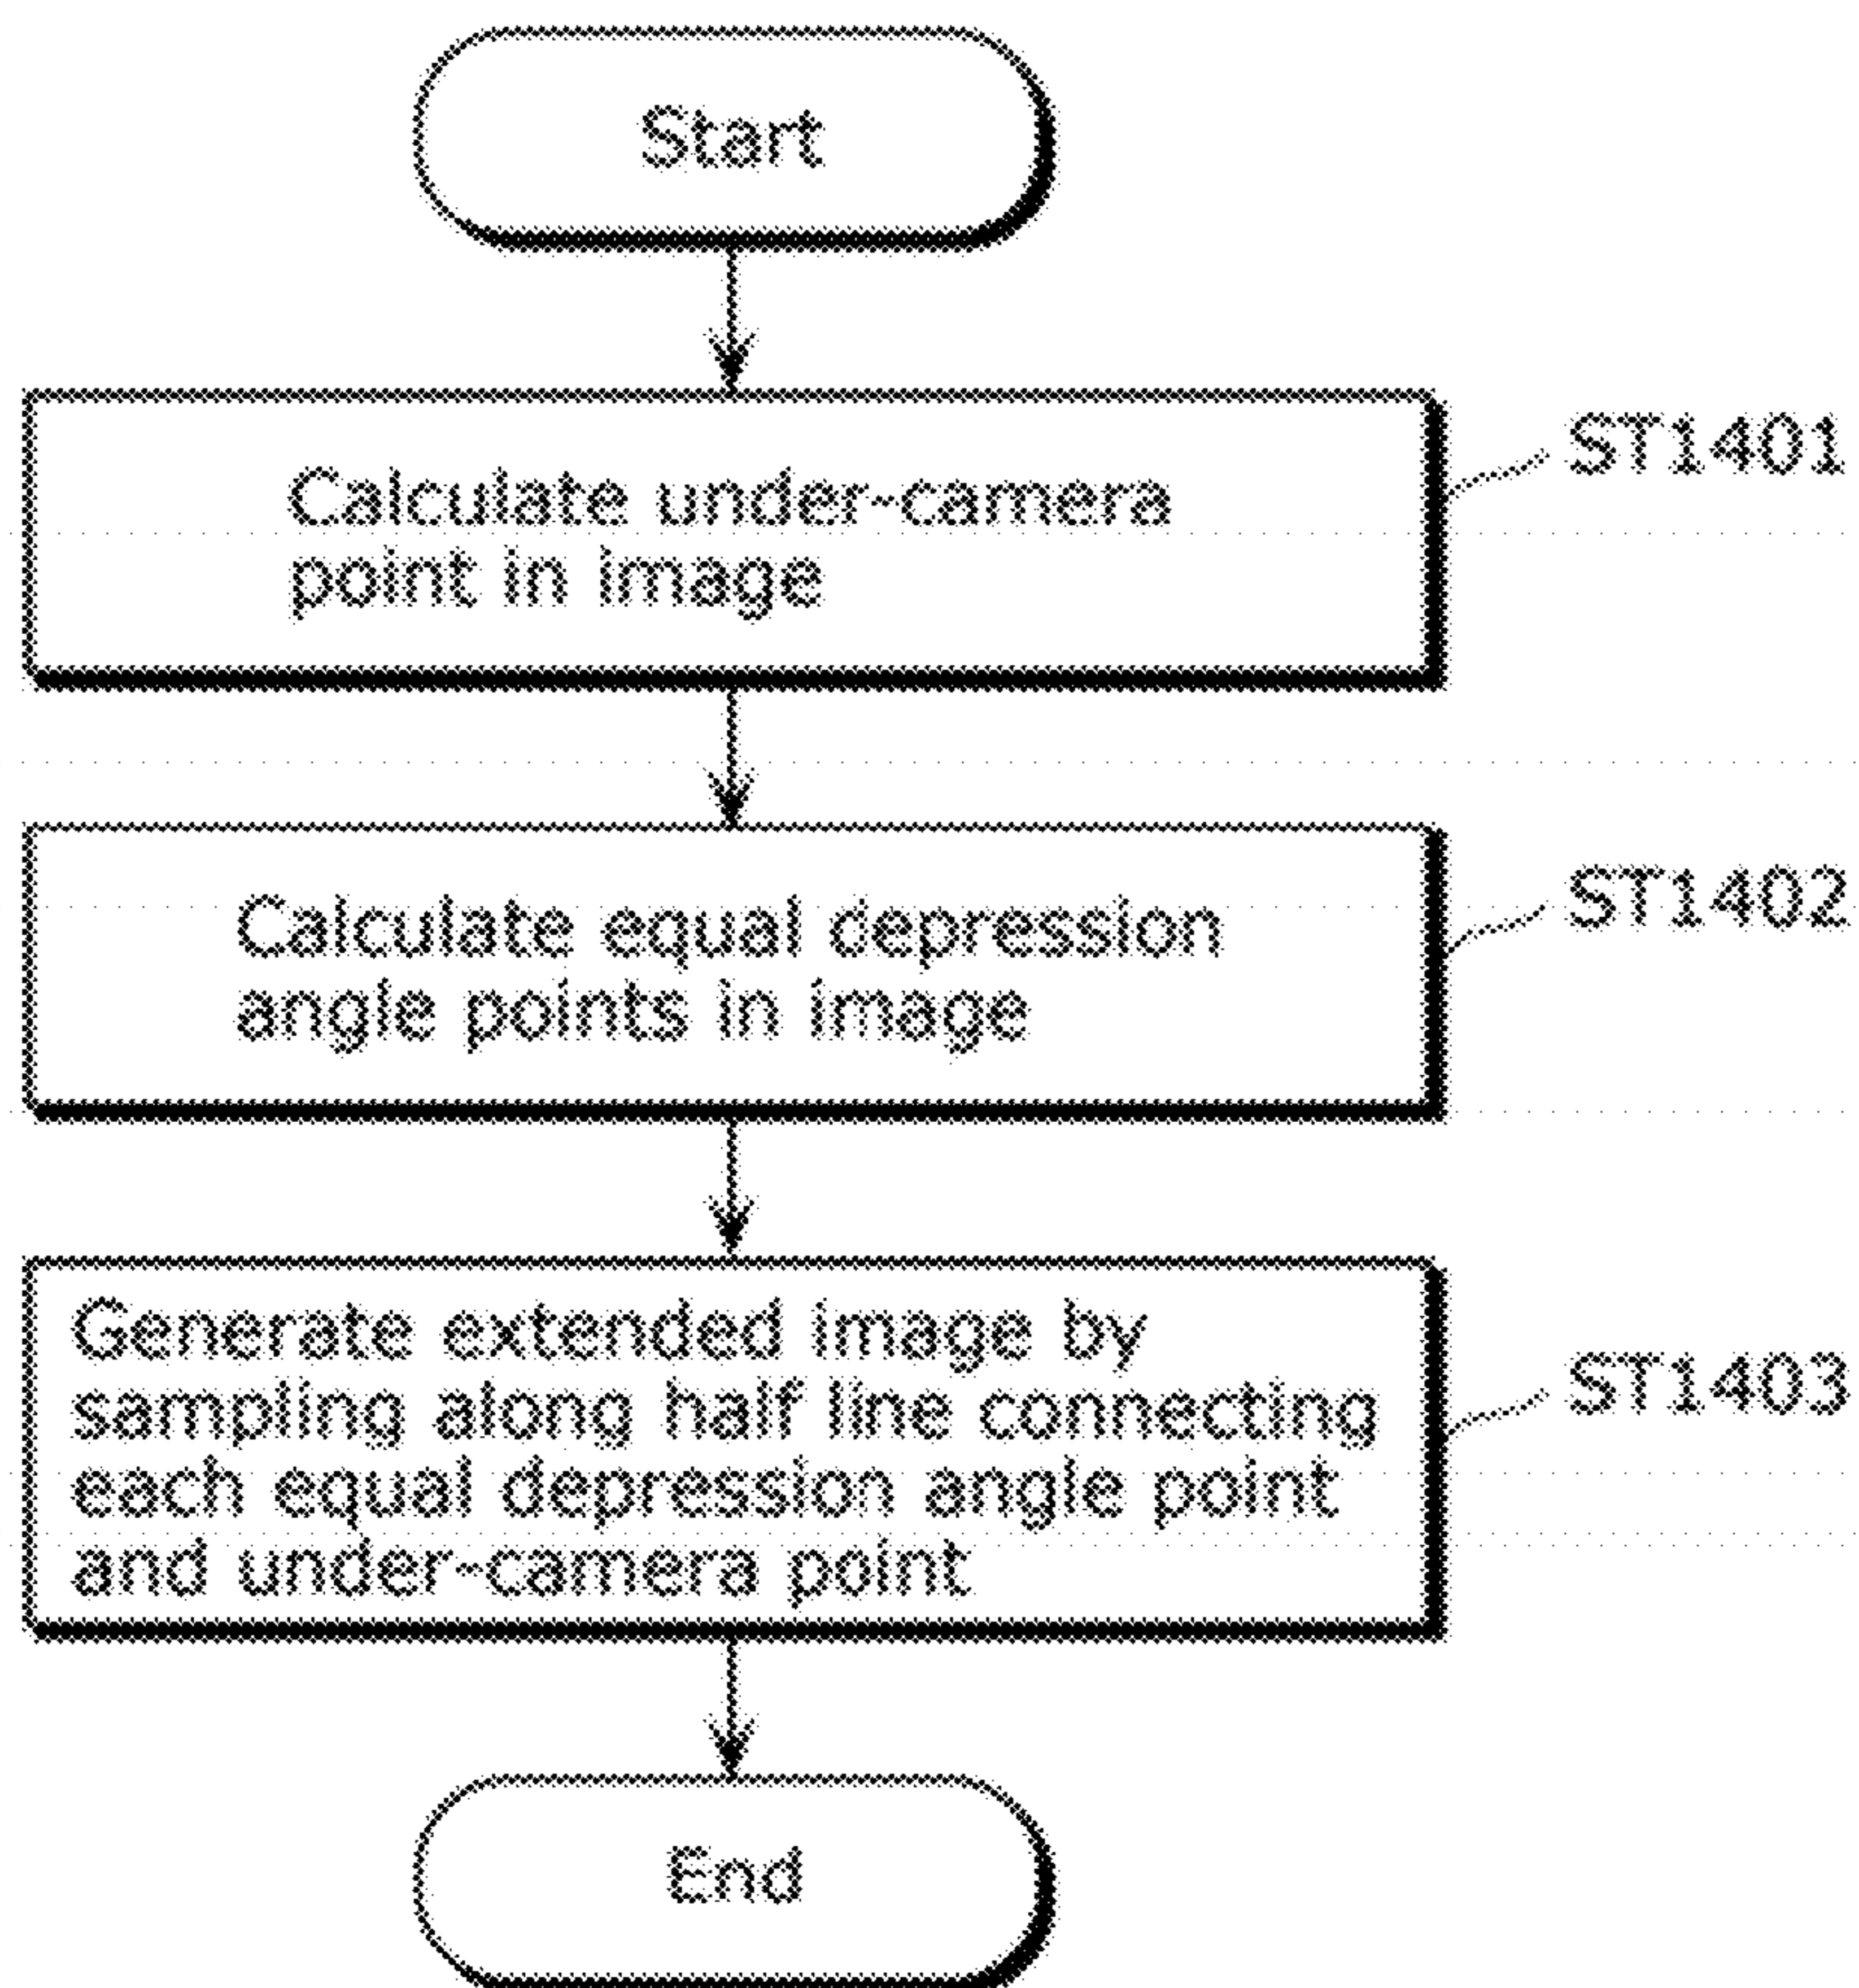 Start
Calculate under-camera
point in image
ST1401
Calculate equal depression
angle points in image
ST1402
Generate extended image by
sampling along half line connecting
each equal depression angle point
and under-camera point
ST1403
End